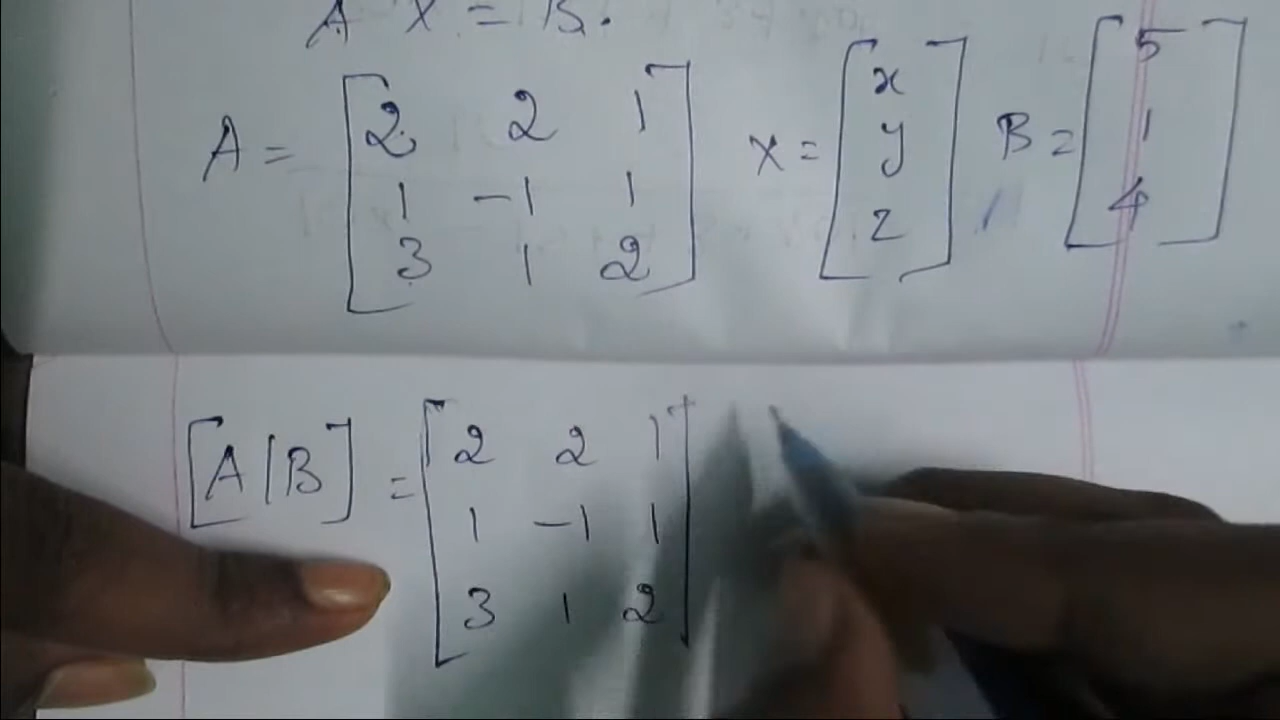 A X = B.
A = [2 2 1 X = [x B = [5
1 -1 1 y 1
3 1 2] z] 4]
[A|B] = [2 2 1
1 -1 1
3 1 2]